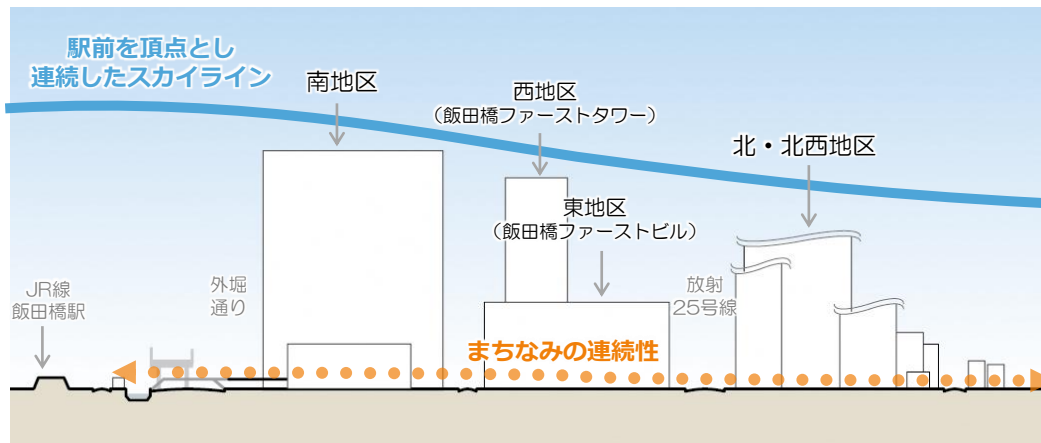 駅前を頂点とし
連続したスカイライン
南地区
西地区
（飯田橋ファーストタワー）
北・北西地区
東地区
（飯田橋ファーストビル）
JR線
飯田橋駅
外堀
通り
放射
25号線
まちなみの連続性